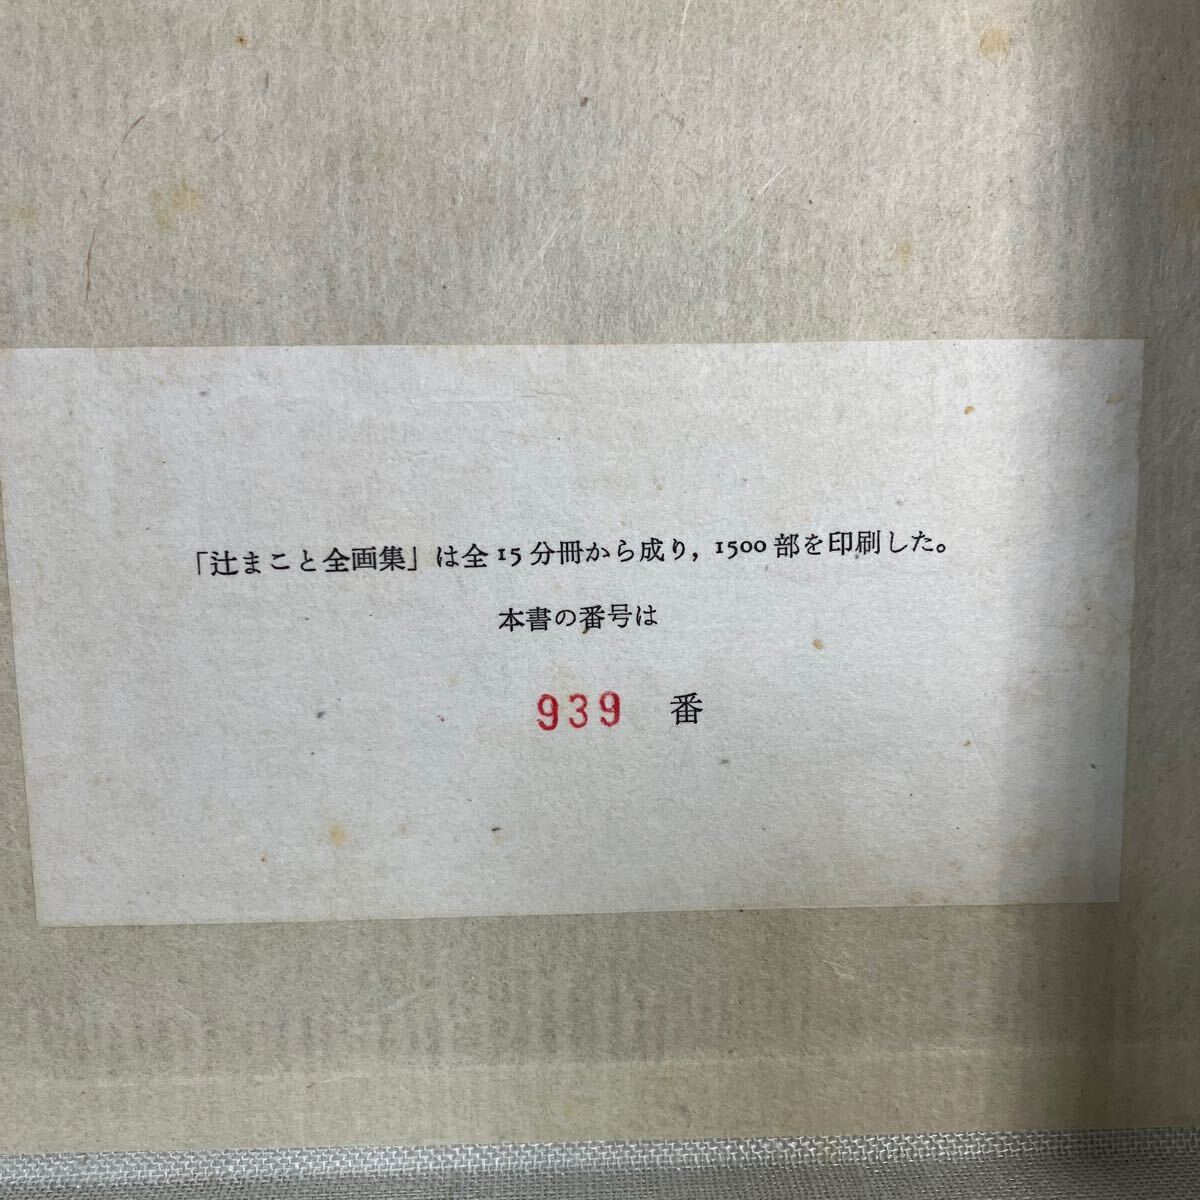 「辻まこと全画集」は全15分冊から成り，1500部を印刷した。
本書の番号は
939 番